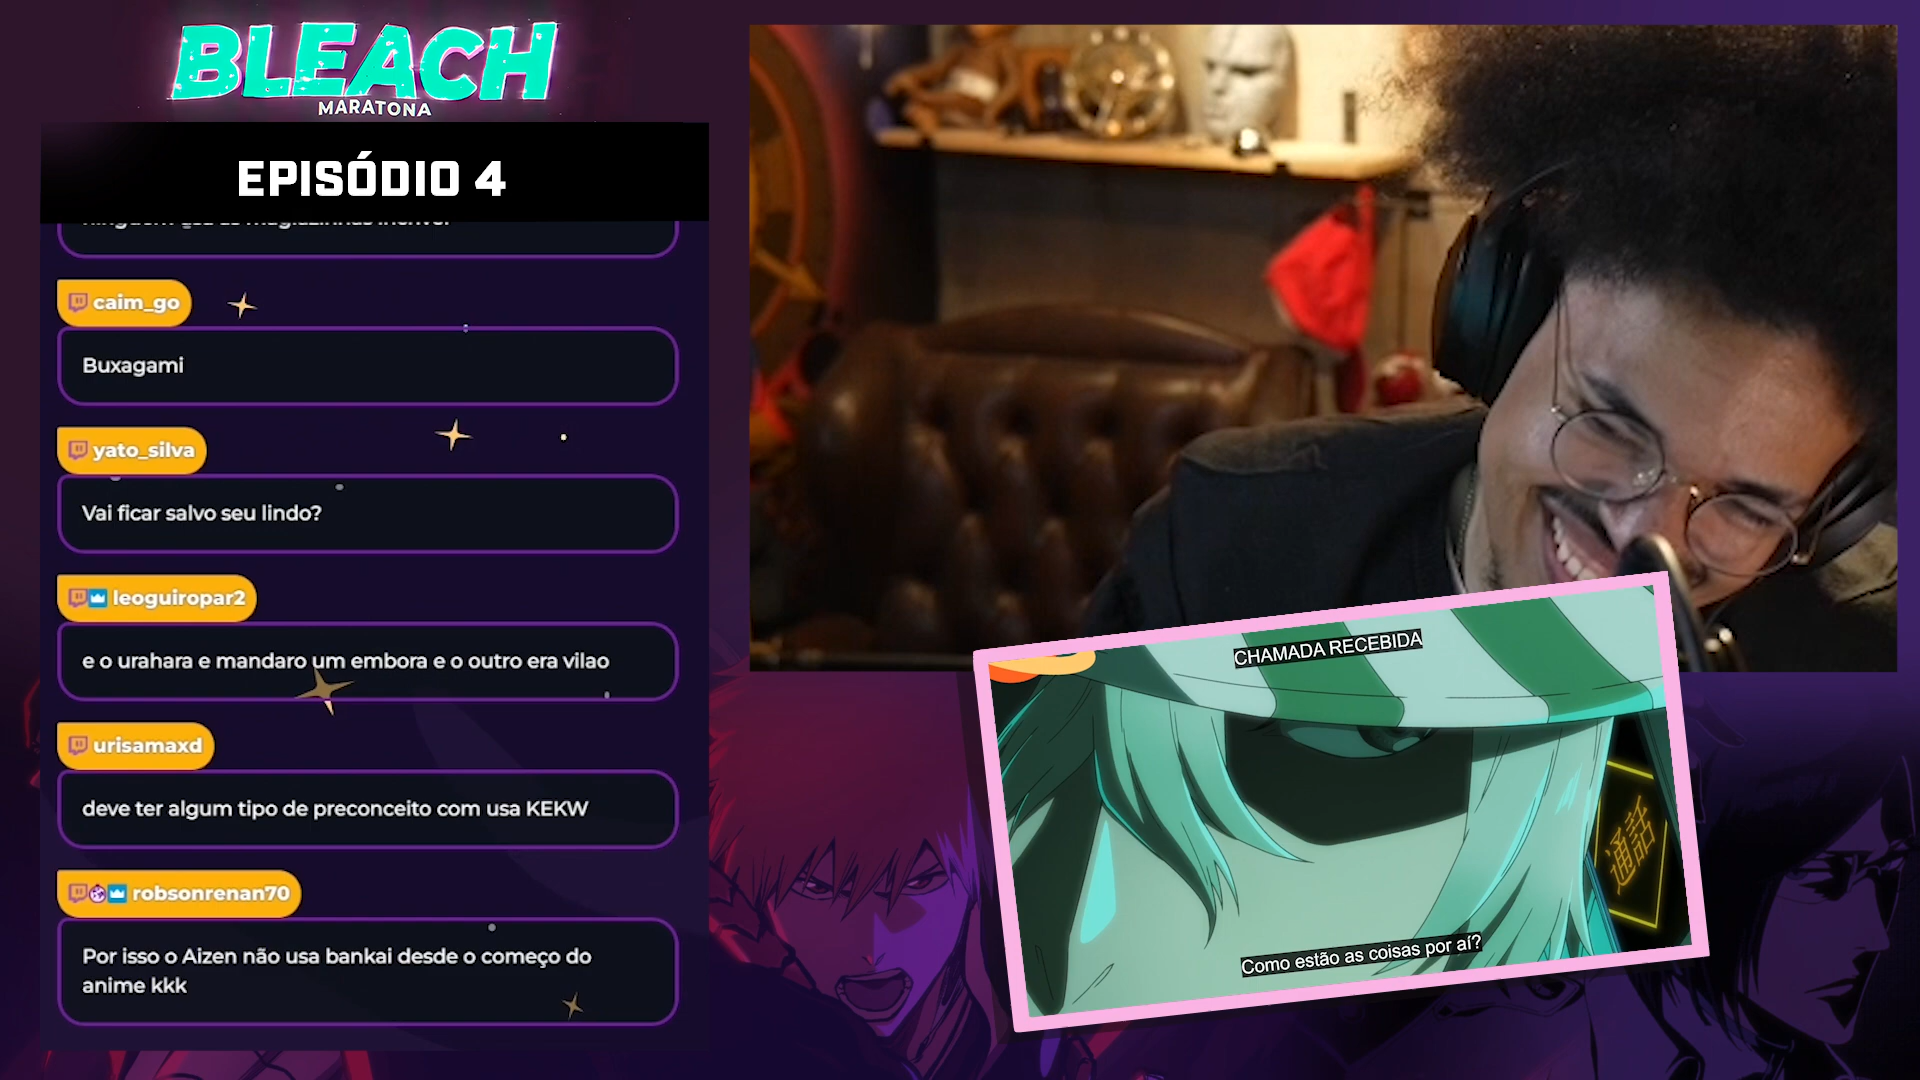 BLEACH
MARATONA
EPISÓDIO 4
caim_go
Buxagami
yato_silva
Vai ficar salvo seu lindo?
leoguiropar2
e o urahara e mandaro um embora e o outro era vilao
urisamaxd
deve ter algum tipo de preconceito com usa KEKW
robsonrenan70
Por isso o Aizen não usa bankai desde o começo do
anime kkk
CHAMADA RECEBIDA
通話
Como estão as coisas por aí?